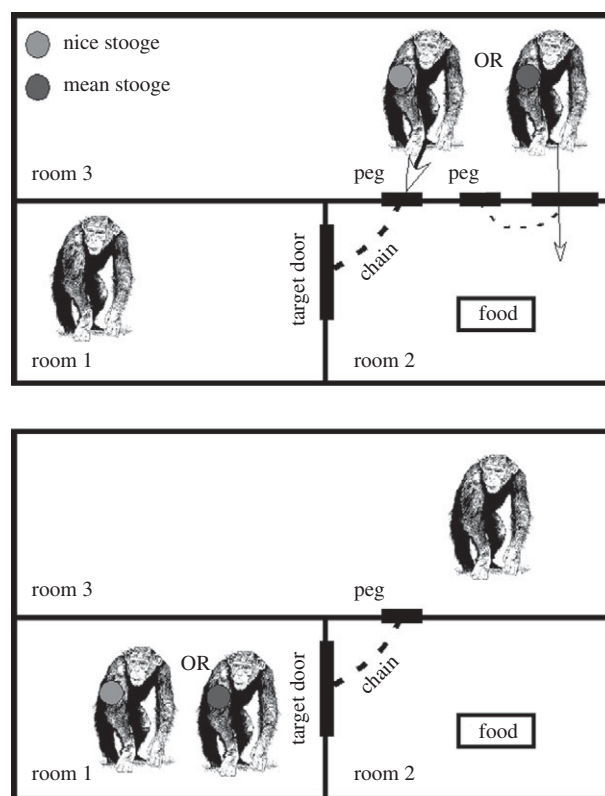 nice stooge
OR
mean stooge
room 3
peg
peg
target door
chain
food
room 1
room 2
room 3
peg
OR
target door
chain
food
room 1
room 2